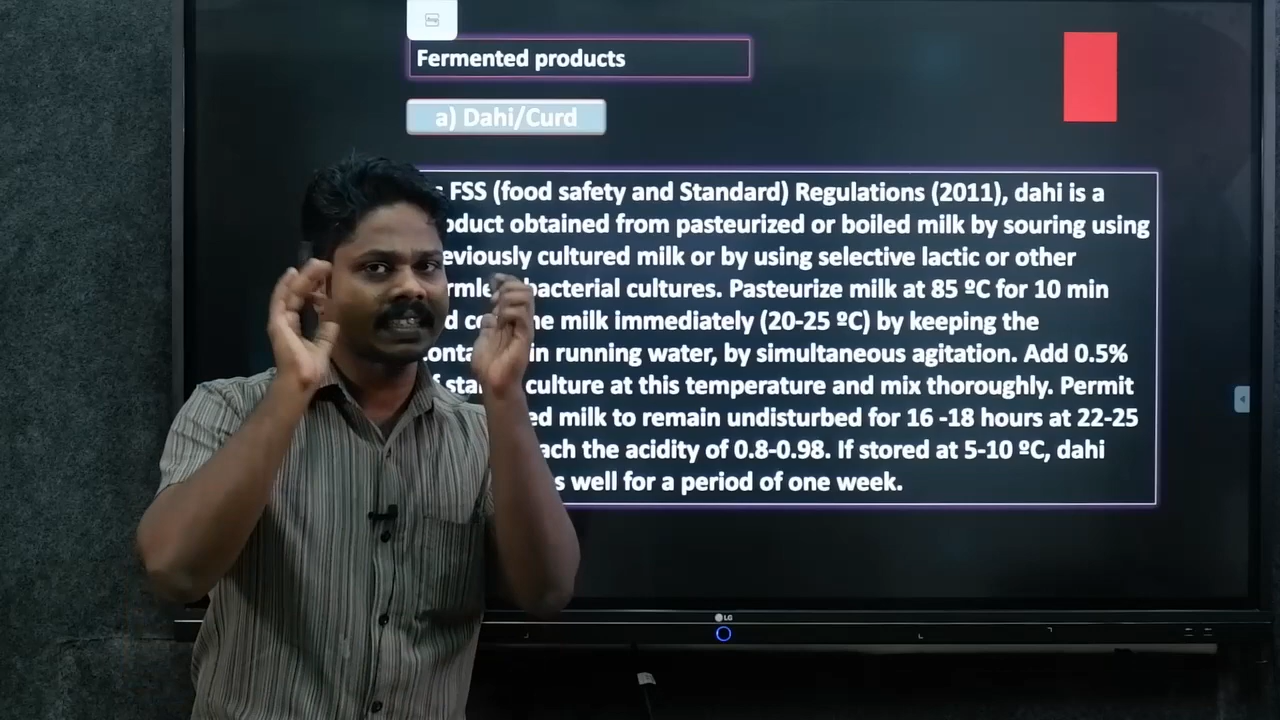 Fermented products
a) Dahi/Curd
FSS (food safety and Standard) Regulations (2011), dahi is a
obtained from pasteurized or boiled milk by souring using
cultured milk or by using selective lactic or other
bacterial cultures. Pasteurize milk at 85 ºC for 10 min
milk immediately (20-25 ºC) by keeping the
in running water, by simultaneous agitation. Add 0.5%
culture at this temperature and mix thoroughly. Permit
milk to remain undisturbed for 16 -18 hours at 22-25
the acidity of 0.8-0.98. If stored at 5-10 ºC, dahi
well for a period of one week.
LG